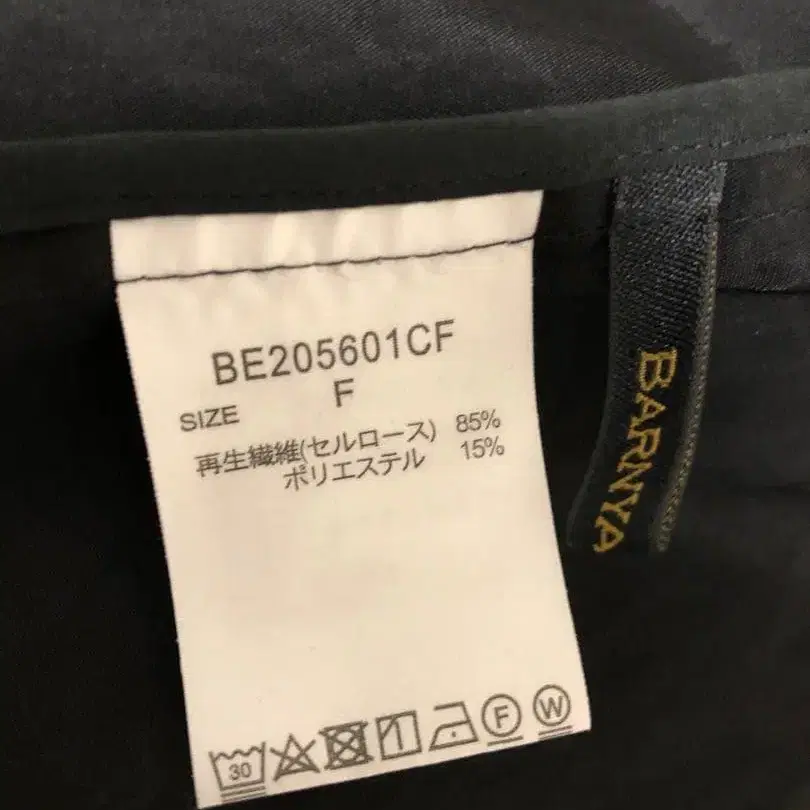 BE205601CF
SIZE F
再生繊維(セルロース) 85%
ポリエステル 15%
30
F
W
BARNYA